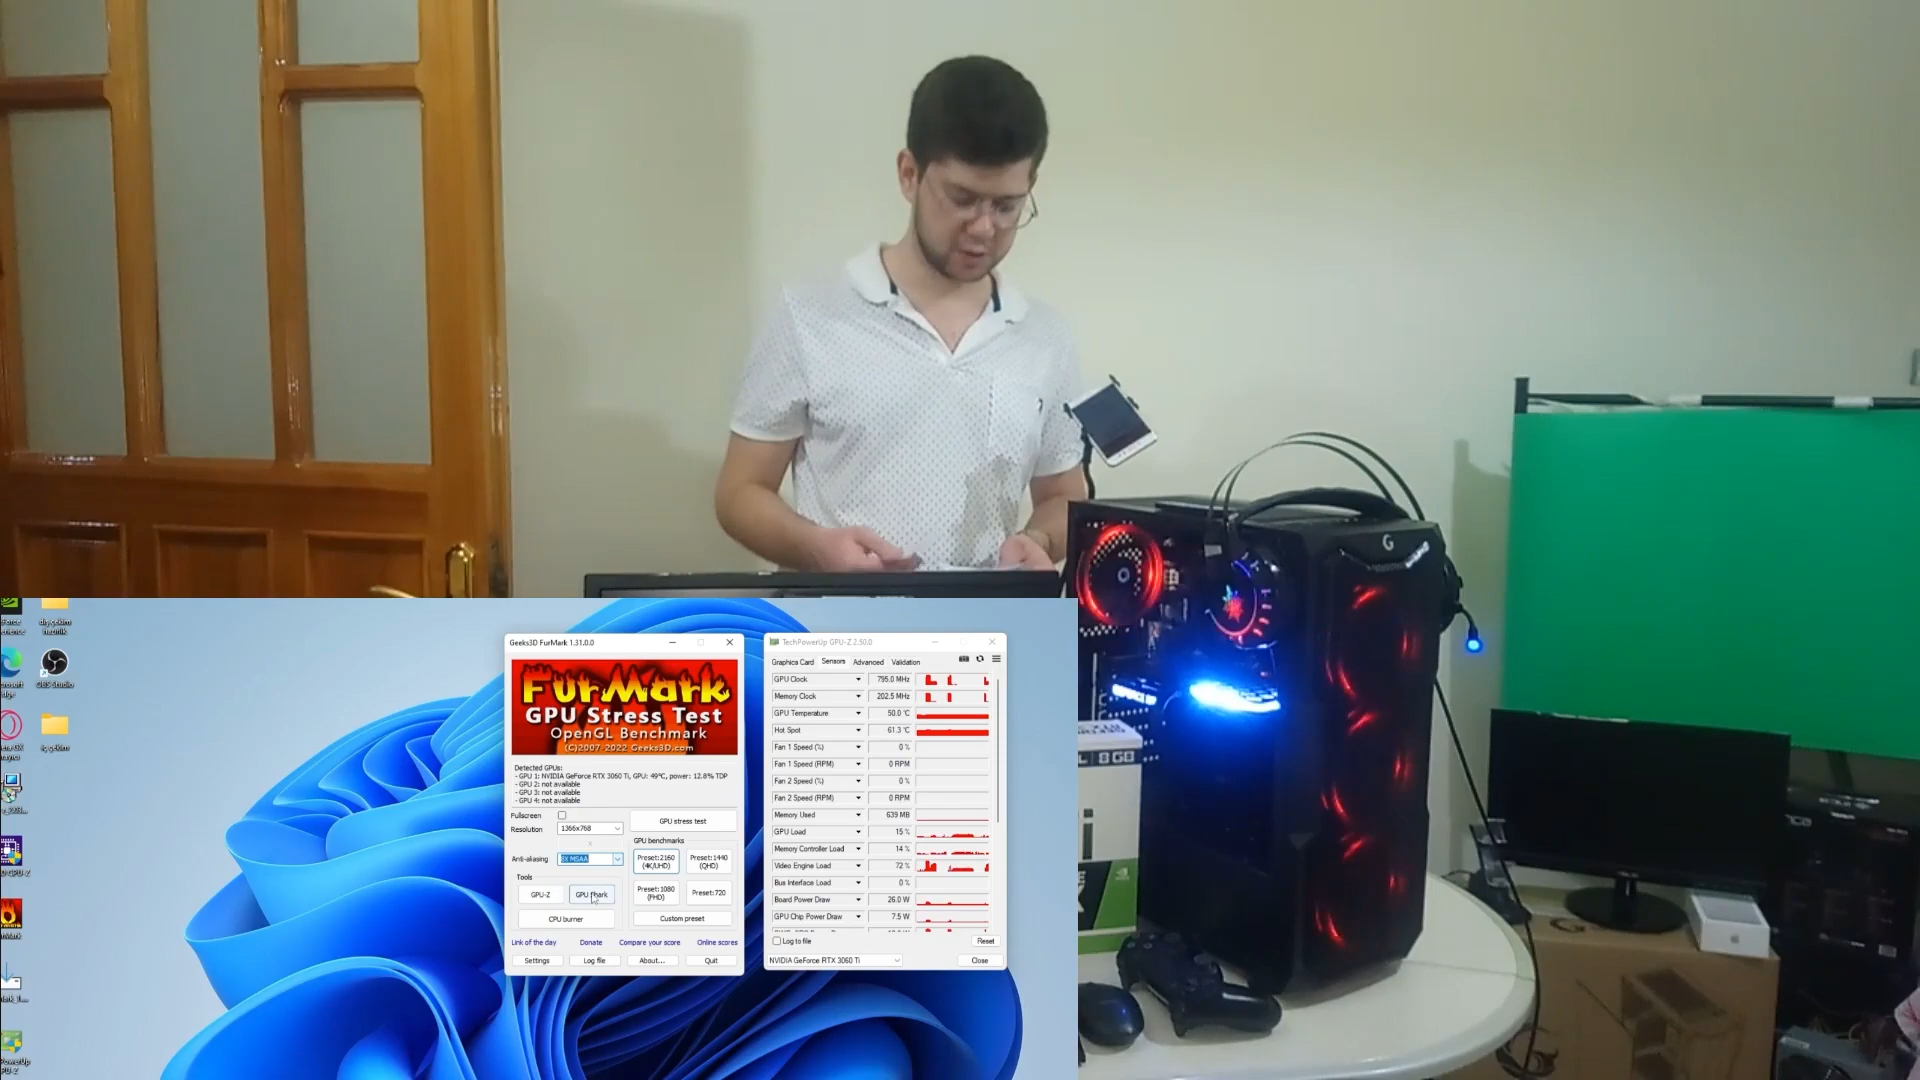 G
GEFORCE RTX
8GB
dış çekim
hazırlık
OBS Studio
iç çekim
Geeks3D FurMark 1.31.0.0
FurMark
GPU Stress Test
OpenGL Benchmark
(C)2007-2022 Geeks3D.com
Detected GPUs:
- GPU 1: NVIDIA GeForce RTX 3060 Ti, GPU: 49°C, power: 12.8% TDP
- GPU 2: not available
- GPU 3: not available
- GPU 4: not available
Fullscreen
Resolution
1366x768
x
Anti-aliasing
8X MSAA
Tools
GPU-Z
GPU Shark
CPU burner
GPU stress test
GPU benchmarks
Preset:2160
(4K/UHD)
Preset:1440
(QHD)
Preset:1080
(FHD)
Preset:720
Custom preset
Link of the day
Donate
Compare your score
Online scores
Settings
Log file
About...
Quit
TechPowerUp GPU-Z 2.50.0
Graphics Card
Sensors
Advanced
Validation
GPU Clock 795.0 MHz
Memory Clock 202.5 MHz
GPU Temperature 50.0 °C
Hot Spot 61.3 °C
Fan 1 Speed (%) 0 %
Fan 1 Speed (RPM) 0 RPM
Fan 2 Speed (%) 0 %
Fan 2 Speed (RPM) 0 RPM
Memory Used 639 MB
GPU Load 15 %
Memory Controller Load 14 %
Video Engine Load 72 %
Bus Interface Load 0 %
Board Power Draw 26.0 W
GPU Chip Power Draw 7.5 W
Log to file
Reset
NVIDIA GeForce RTX 3060 Ti
Close